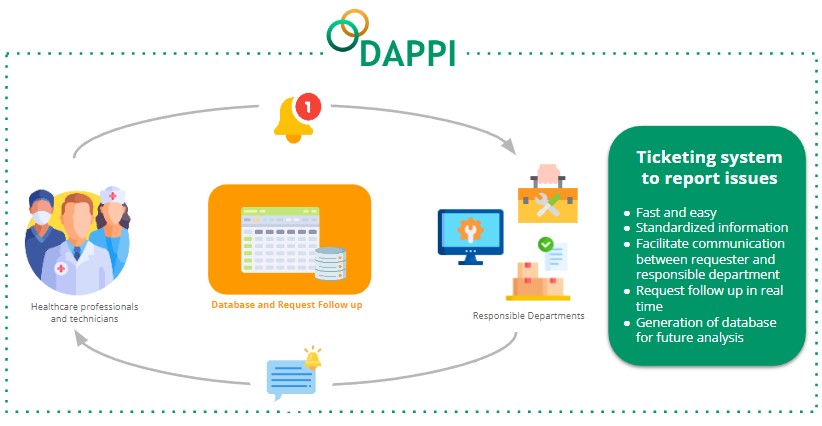 DAPPI
1
Healthcare professionals
and technicians
Database and Request Follow up
Responsible Departments
Ticketing system
to report issues
• Fast and easy
• Standardized information
• Facilitate communication
between requester and
responsible department
• Request follow up in real
time
• Generation of database
for future analysis